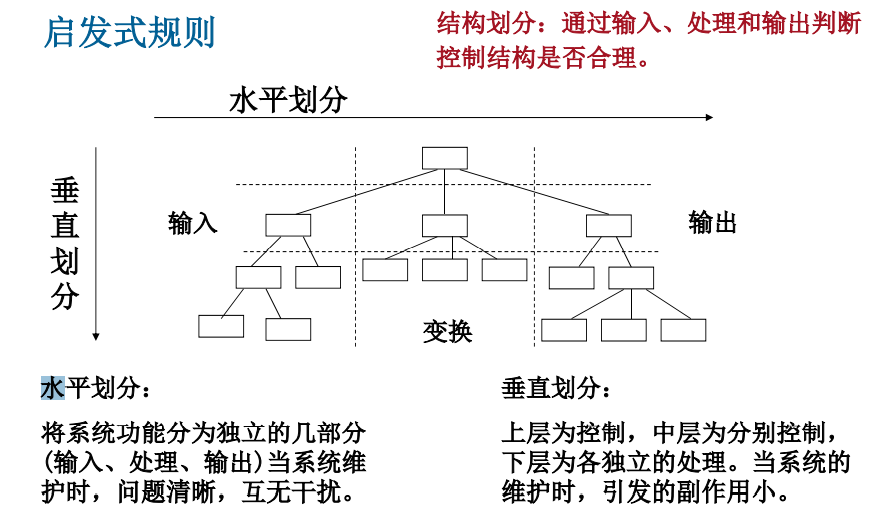 启发式规则
结构划分：通过输入、处理和输出判断
控制结构是否合理。
水平划分
垂直划分
输入
输出
变换
水平划分：
将系统功能分为独立的几部分
(输入、处理、输出)当系统维
护时，问题清晰，互无干扰。
垂直划分：
上层为控制，中层为分别控制，
下层为各独立的处理。当系统的
维护时，引发的副作用小。